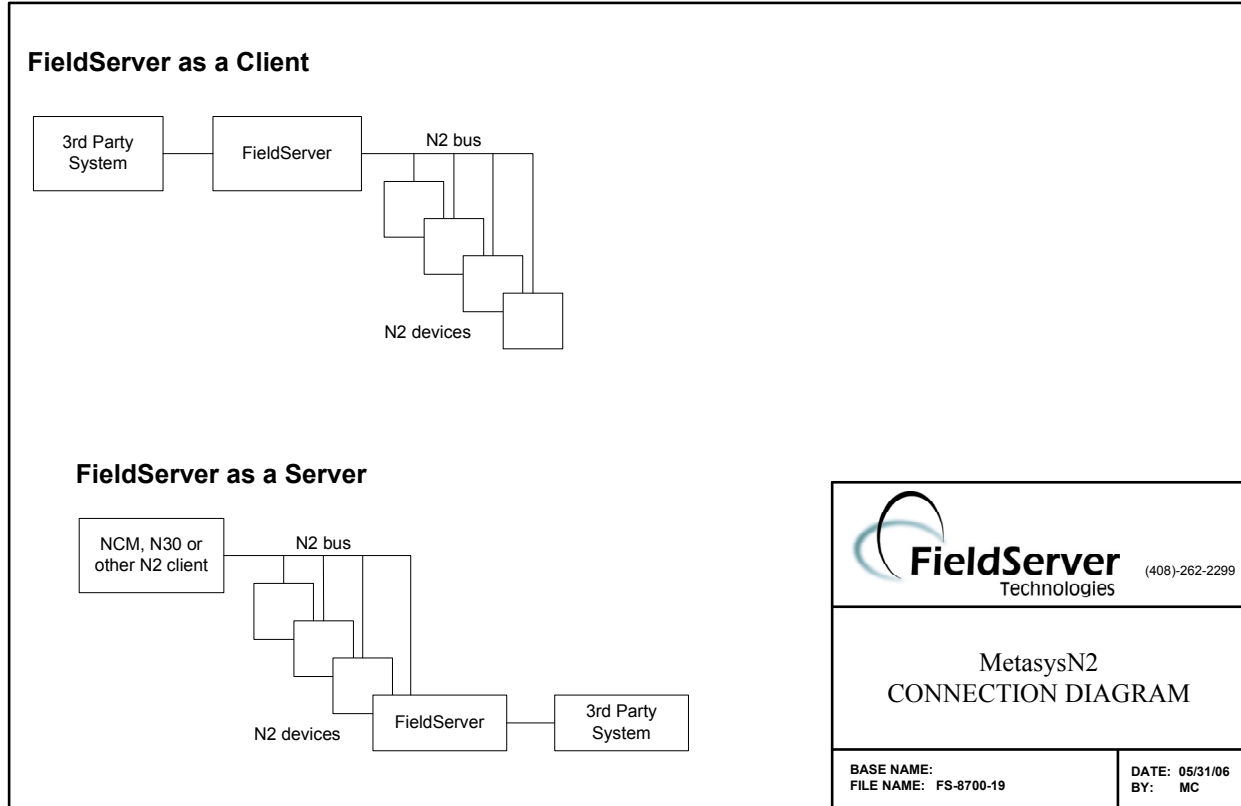 FieldServer as a Client
3rd Party
System
FieldServer
N2 bus
N2 devices
FieldServer as a Server
NCM, N30 or
other N2 client
N2 bus
N2 devices
FieldServer
3rd Party
System
FieldServer
Technologies
(408)-262-2299
MetasysN2
CONNECTION DIAGRAM
BASE NAME:
FILE NAME: FS-8700-19
DATE: 05/31/06
BY: MC